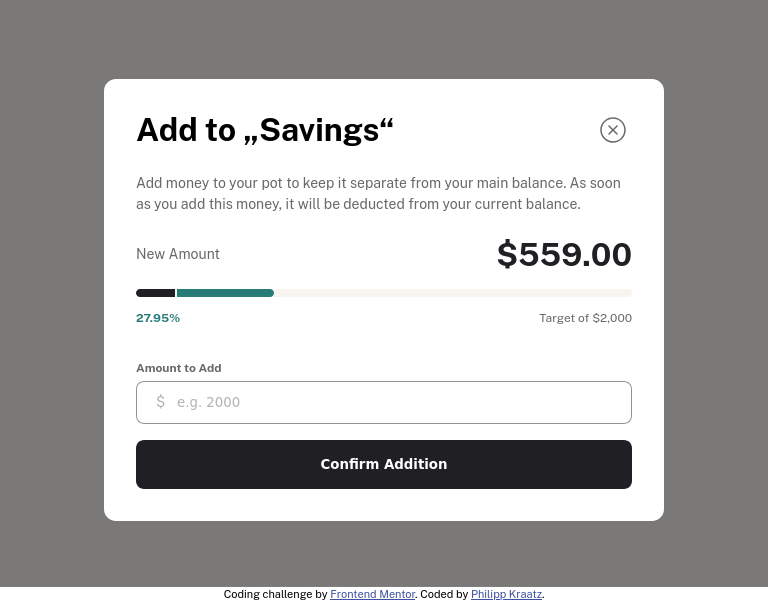 Add to „Savings“
Add money to your pot to keep it separate from your main balance. As soon
as you add this money, it will be deducted from your current balance.
New Amount
$559.00
27.95%
Target of $2,000
Amount to Add
$ e.g. 2000
Confirm Addition
Coding challenge by Frontend Mentor. Coded by Philipp Kraatz.